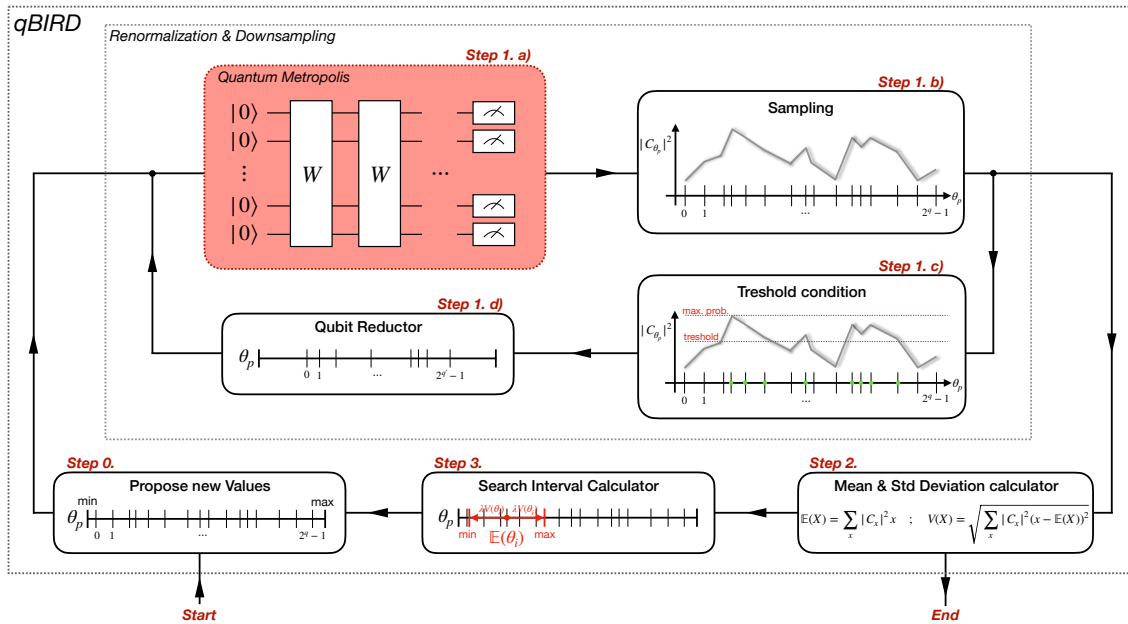 qBIRD
Renormalization & Downsampling
Step 1. a)
Quantum Metropolis
|0⟩
|0⟩
⋮
|0⟩
|0⟩
W
W
...
Step 1. b)
Sampling
|C_{θ_p}|²
0 1 ... 2^q − 1
θ_p
Step 1. c)
Treshold condition
|C_{θ_p}|²
max. prob.
treshold
0 1 ... 2^q − 1
θ_p
Step 1. d)
Qubit Reductor
θ_p
0 1 ... 2^{q'} − 1
Step 0.
Propose new Values
min max
θ_p
0 1 ... 2^q − 1
Step 3.
Search Interval Calculator
λV(θ_i) λV(θ_i)
θ_p
min max
𝔼(θ_i)
Step 2.
Mean & Std Deviation calculator
𝔼(X) = ∑_x |C_x|² x ; V(X) = √(∑_x |C_x|² (x − 𝔼(X))²)
Start
End